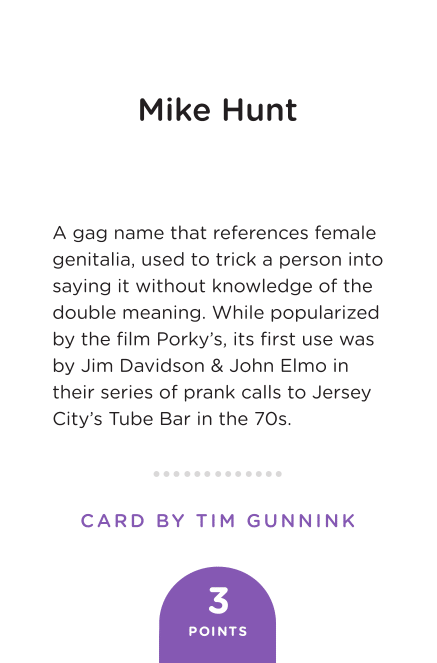 Mike Hunt
A gag name that references female
genitalia, used to trick a person into
saying it without knowledge of the
double meaning. While popularized
by the film Porky’s, its first use was
by Jim Davidson & John Elmo in
their series of prank calls to Jersey
City’s Tube Bar in the 70s.
CARD BY TIM GUNNINK
3
POINTS